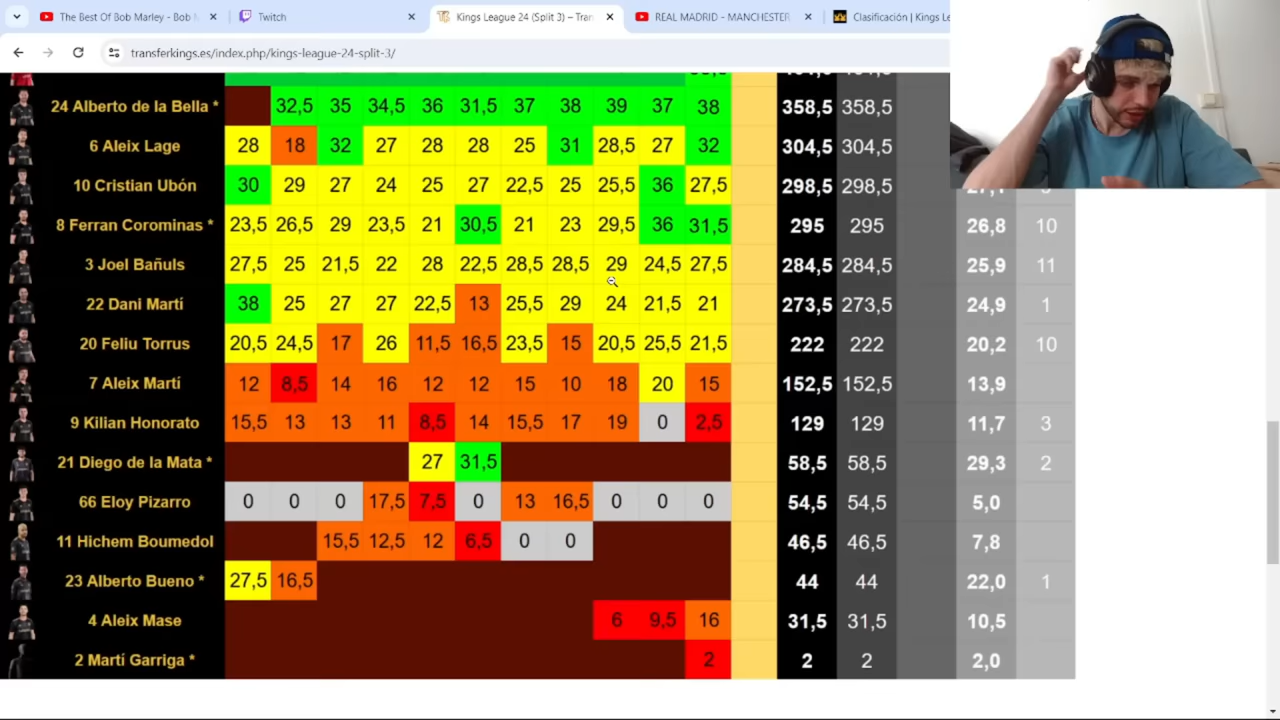 The Best Of Bob Marley - Bob
Twitch
Kings League 24 (Split 3) – Tran
REAL MADRID - MANCHESTER
Clasificación | Kings Le
transferkings.es/index.php/kings-league-24-split-3/
24 Alberto de la Bella * 32,5 35 34,5 36 31,5 37 38 39 37 38 358,5 358,5
6 Aleix Lage 28 18 32 27 28 28 25 31 28,5 27 32 304,5 304,5
10 Cristian Ubón 30 29 27 24 25 27 22,5 25 25,5 36 27,5 298,5 298,5
8 Ferran Corominas * 23,5 26,5 29 23,5 21 30,5 21 23 29,5 36 31,5 295 295 26,8 10
3 Joel Bañuls 27,5 25 21,5 22 28 22,5 28,5 28,5 29 24,5 27,5 284,5 284,5 25,9 11
22 Dani Martí 38 25 27 27 22,5 13 25,5 29 24 21,5 21 273,5 273,5 24,9 1
20 Feliu Torrus 20,5 24,5 17 26 11,5 16,5 23,5 15 20,5 25,5 21,5 222 222 20,2 10
7 Aleix Martí 12 8,5 14 16 12 12 15 10 18 20 15 152,5 152,5 13,9
9 Kilian Honorato 15,5 13 13 11 8,5 14 15,5 17 19 0 2,5 129 129 11,7 3
21 Diego de la Mata * 27 31,5 58,5 58,5 29,3 2
66 Eloy Pizarro 0 0 0 17,5 7,5 0 13 16,5 0 0 0 54,5 54,5 5,0
11 Hichem Boumedol 15,5 12,5 12 6,5 0 0 46,5 46,5 7,8
23 Alberto Bueno * 27,5 16,5 44 44 22,0 1
4 Aleix Mase 6 9,5 16 31,5 31,5 10,5
2 Martí Garriga * 2 2 2 2,0